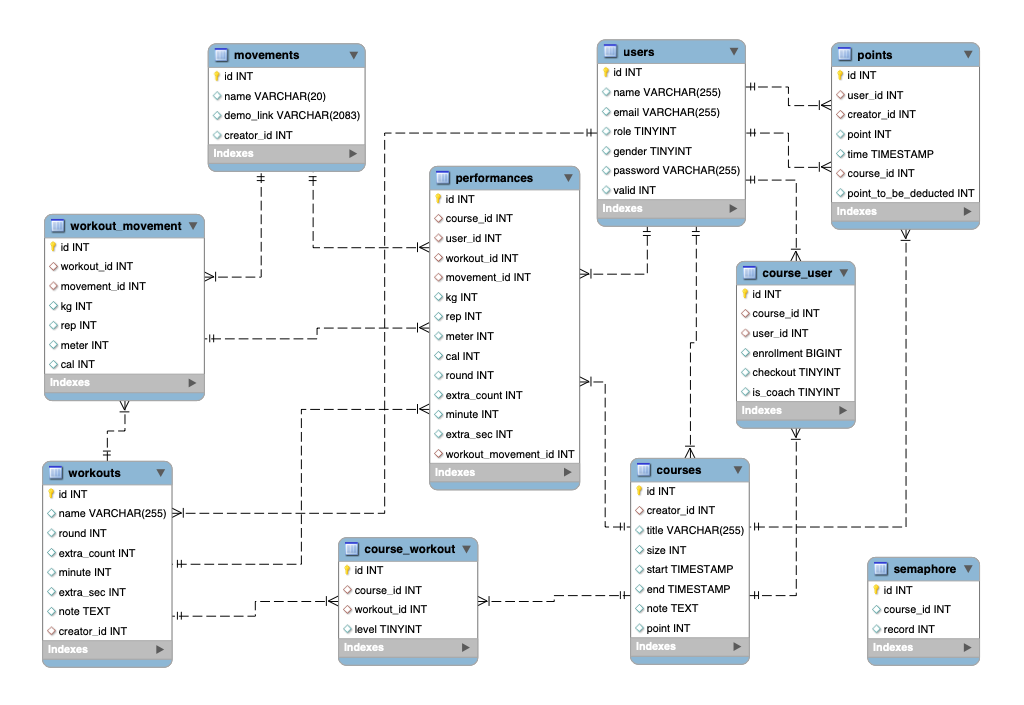 movements
id INT
name VARCHAR(20)
demo_link VARCHAR(2083)
creator_id INT
Indexes
users
id INT
name VARCHAR(255)
email VARCHAR(255)
role TINYINT
gender TINYINT
password VARCHAR(255)
valid INT
Indexes
points
id INT
user_id INT
creator_id INT
point INT
time TIMESTAMP
course_id INT
point_to_be_deducted INT
Indexes
performances
id INT
course_id INT
user_id INT
workout_id INT
movement_id INT
kg INT
rep INT
meter INT
cal INT
round INT
extra_count INT
minute INT
extra_sec INT
workout_movement_id INT
Indexes
workout_movement
id INT
workout_id INT
movement_id INT
kg INT
rep INT
meter INT
cal INT
Indexes
course_user
id INT
course_id INT
user_id INT
enrollment BIGINT
checkout TINYINT
is_coach TINYINT
Indexes
workouts
id INT
name VARCHAR(255)
round INT
extra_count INT
minute INT
extra_sec INT
note TEXT
creator_id INT
Indexes
courses
id INT
creator_id INT
title VARCHAR(255)
size INT
start TIMESTAMP
end TIMESTAMP
note TEXT
point INT
Indexes
course_workout
id INT
course_id INT
workout_id INT
level TINYINT
Indexes
semaphore
id INT
course_id INT
record INT
Indexes